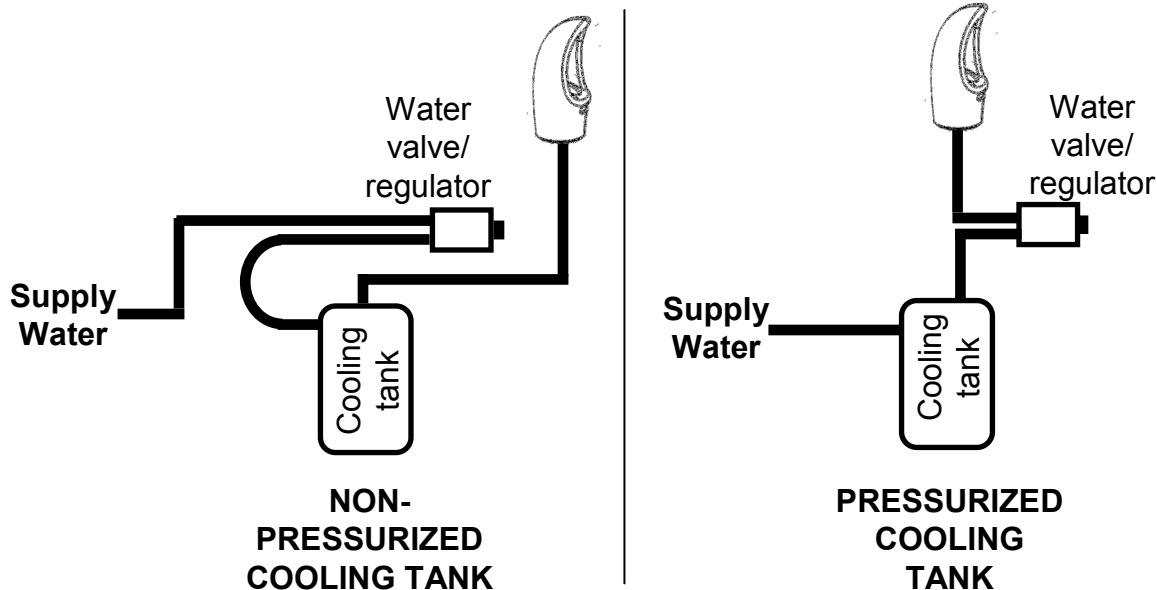 Water
valve/
regulator
Supply
Water
Cooling
tank
NON-
PRESSURIZED
COOLING TANK
Water
valve/
regulator
Supply
Water
Cooling
tank
PRESSURIZED
COOLING
TANK